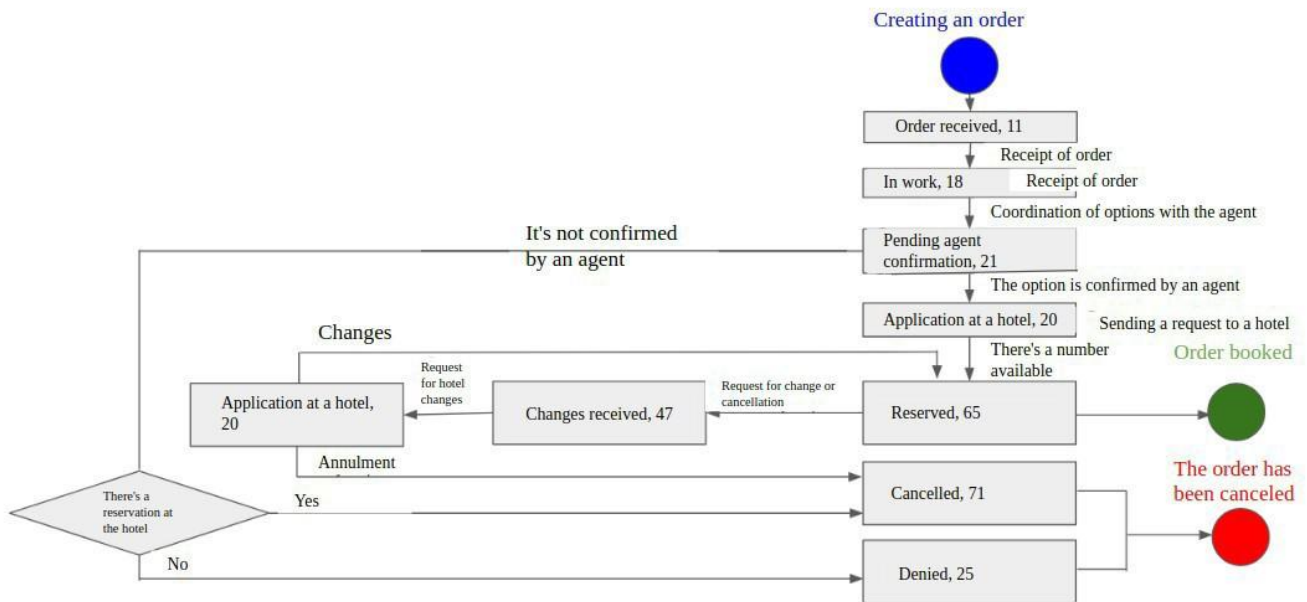 Creating an order
Order received, 11
Receipt of order
In work, 18
Receipt of order
Coordination of options with the agent
It's not confirmed
by an agent
Pending agent
confirmation, 21
The option is confirmed by an agent
Application at a hotel, 20
Sending a request to a hotel
Changes
There's a number
available
Order booked
Application at a hotel,
20
Request
for hotel
changes
Changes received, 47
Request for change or
cancellation
Reserved, 65
Annulment
The order has
been canceled
There's a
reservation at
the hotel
Yes
Cancelled, 71
No
Denied, 25